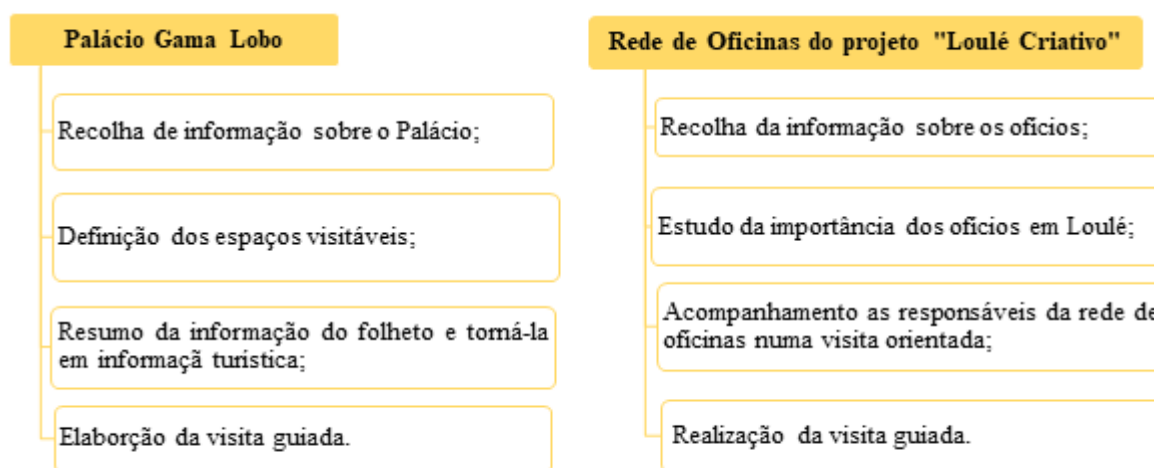 Palácio Gama Lobo
Recolha de informação sobre o Palácio;
Definição dos espaços visitáveis;
Resumo da informação do folheto e torná-la
em informaçã turística;
Elaborção da visita guiada.
Rede de Oficinas do projeto "Loulé Criativo"
Recolha da informação sobre os ofícios;
Estudo da importância dos ofícios em Loulé;
Acompanhamento as responsáveis da rede de
oficinas numa visita orientada;
Realização da visita guiada.